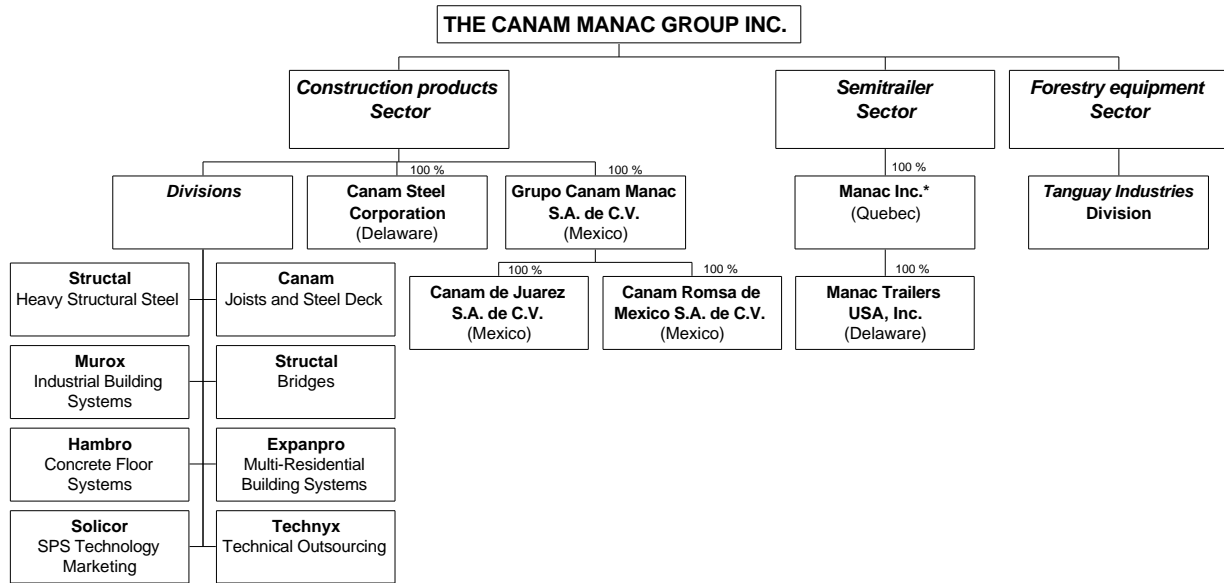 THE CANAM MANAC GROUP INC.
Construction products
Sector
Semitrailer
Sector
Forestry equipment
Sector
Divisions
100 %
Canam Steel
Corporation
(Delaware)
100 %
Grupo Canam Manac
S.A. de C.V.
(Mexico)
100 %
Manac Inc.*
(Quebec)
Tanguay Industries
Division
100 %
Canam de Juarez
S.A. de C.V.
(Mexico)
100 %
Canam Romsa de
Mexico S.A. de C.V.
(Mexico)
100 %
Manac Trailers
USA, Inc.
(Delaware)
Structal
Heavy Structural Steel
Canam
Joists and Steel Deck
Murox
Industrial Building
Systems
Structal
Bridges
Hambro
Concrete Floor
Systems
Expanpro
Multi-Residential
Building Systems
Solicor
SPS Technology
Marketing
Technyx
Technical Outsourcing